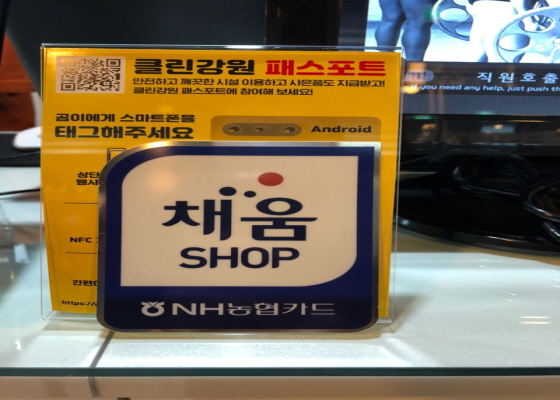 클린강원 패스포트
안전하고 깨끗한 시설 이용하고 사은품도 지급받고!
클린강원 패스포트에 참여해 보세요!
곰이에게 스마트폰을
태그해주세요
Android
상단
NFC
https://
채움
SHOP
NH농협카드
직원호출
you need any help, just push th